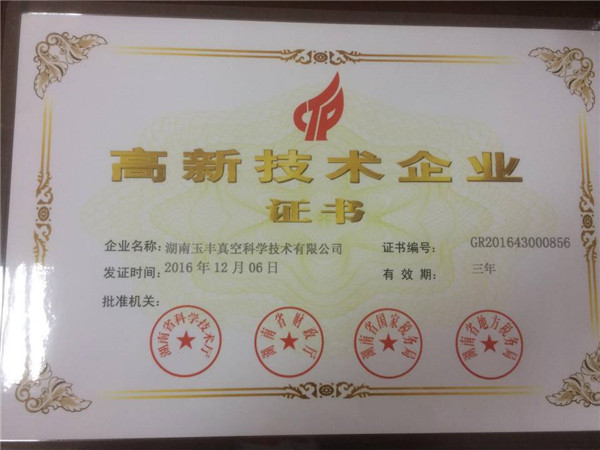 CTP
高新技术企业
证书
企业名称: 湖南玉丰真空科学技术有限公司
证书编号: GR201643000856
发证时间: 2016年12月06日
有效期: 三年
批准机关:
湖南省科学技术厅
湖南省财政厅
湖南省国家税务局
湖南省地方税务局